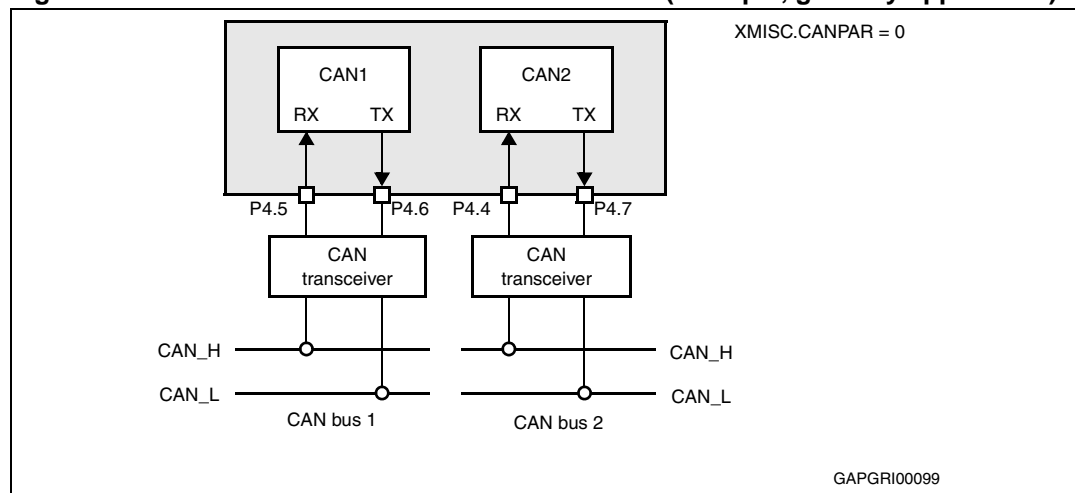 XMISC.CANPAR = 0
CAN1
CAN2
RX TX
RX TX
P4.5
P4.6
P4.4
P4.7
CAN
transceiver
CAN
transceiver
CAN_H
CAN_H
CAN_L
CAN_L
CAN bus 1
CAN bus 2
GAPGRI00099